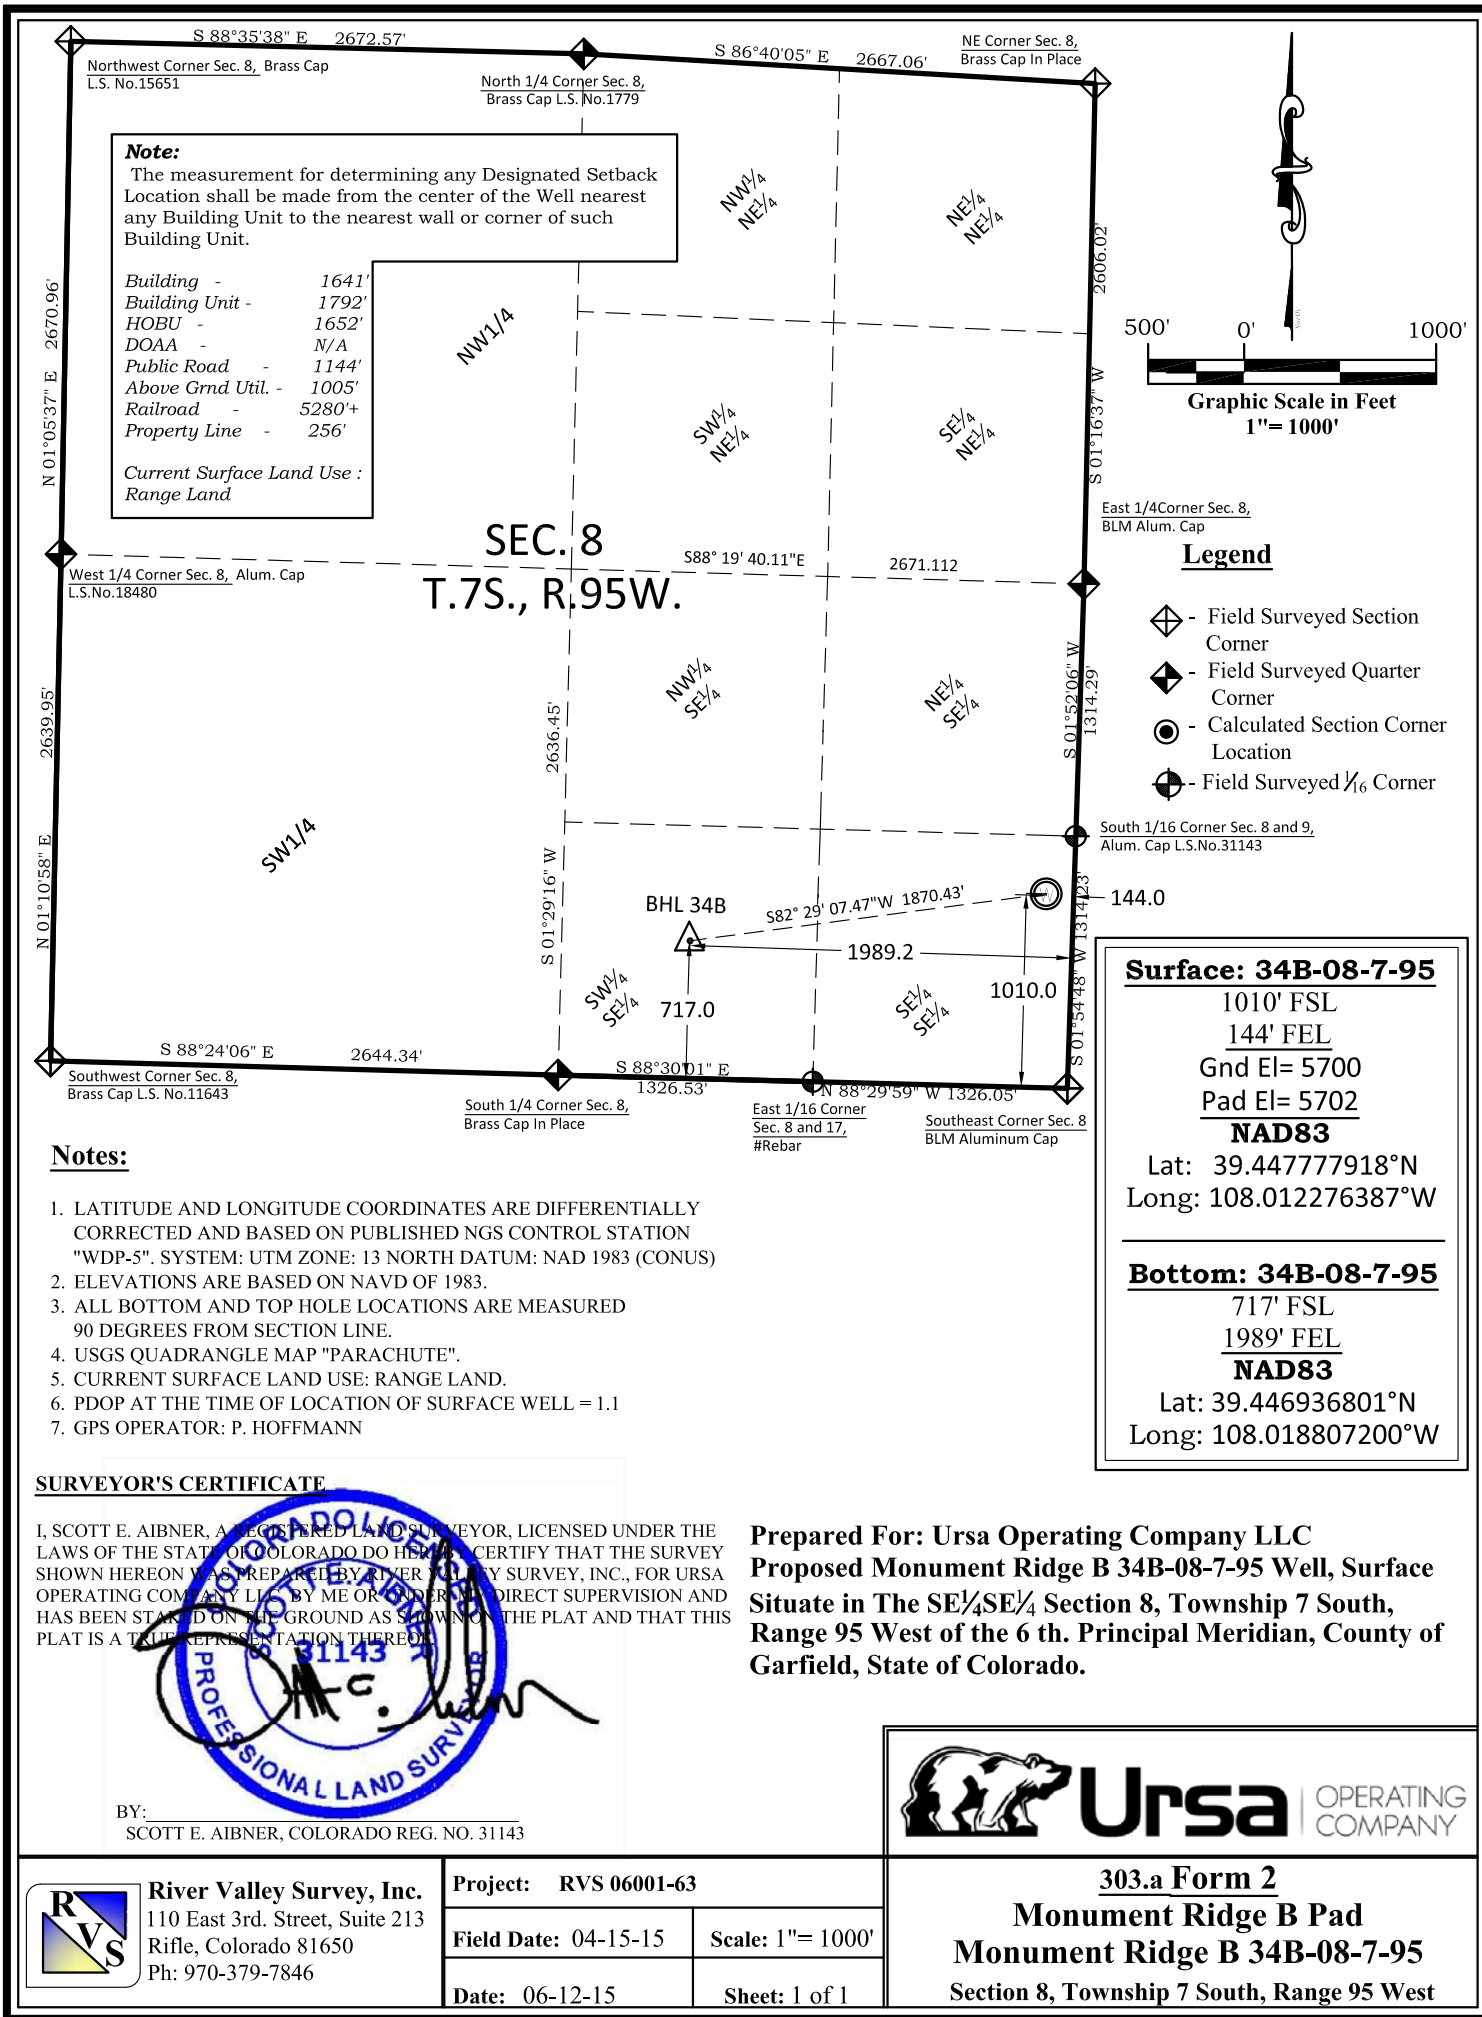 S 88°35'38" E 2672.57'
S 86°40'05" E 2667.06'
NE Corner Sec. 8,
Brass Cap In Place
Northwest Corner Sec. 8, Brass Cap
L.S. No.15651
North 1/4 Corner Sec. 8,
Brass Cap L.S. No.1779
Note:
The measurement for determining any Designated Setback
Location shall be made from the center of the Well nearest
any Building Unit to the nearest wall or corner of such
Building Unit.
Building - 1641'
Building Unit - 1792'
HOBU - 1652'
DOAA - N/A
Public Road - 1144'
Above Grnd Util. - 1005'
Railroad - 5280'+
Property Line - 256'
Current Surface Land Use :
Range Land
N 01°05'37" E 2670.96'
NW1/4
NW¼
NE¼
NE¼
NE¼
SW¼
NE¼
SE¼
NE¼
2606.02'
S 01°16'37" W
North
500' 0' 1000'
Graphic Scale in Feet
1"= 1000'
East 1/4Corner Sec. 8,
BLM Alum. Cap
SEC. 8
T.7S., R.95W.
S88° 19' 40.11"E 2671.112
West 1/4 Corner Sec. 8, Alum. Cap
L.S.No.18480
Legend
- Field Surveyed Section
Corner
- Field Surveyed Quarter
Corner
- Calculated Section Corner
Location
- Field Surveyed 1/16 Corner
N 01°10'58" E 2639.95'
SW1/4
2636.45'
S 01°29'16" W
NW¼
SE¼
NE¼
SE¼
S 01°52'06" W
1314.29'
South 1/16 Corner Sec. 8 and 9,
Alum. Cap L.S.No.31143
BHL 34B
S82° 29' 07.47"W 1870.43'
144.0
1989.2
717.0
1010.0
SW¼
SE¼
SE¼
SE¼
S 01°54'48" W 1314.23'
S 88°24'06" E 2644.34'
S 88°30'01" E
1326.53'
N 88°29'59" W 1326.05'
Southwest Corner Sec. 8,
Brass Cap L.S. No.11643
South 1/4 Corner Sec. 8,
Brass Cap In Place
East 1/16 Corner
Sec. 8 and 17,
#Rebar
Southeast Corner Sec. 8
BLM Aluminum Cap
Surface: 34B-08-7-95
1010' FSL
144' FEL
Gnd El= 5700
Pad El= 5702
NAD83
Lat: 39.447777918°N
Long: 108.012276387°W
Bottom: 34B-08-7-95
717' FSL
1989' FEL
NAD83
Lat: 39.446936801°N
Long: 108.018807200°W
Notes:
1. LATITUDE AND LONGITUDE COORDINATES ARE DIFFERENTIALLY
CORRECTED AND BASED ON PUBLISHED NGS CONTROL STATION
"WDP-5". SYSTEM: UTM ZONE: 13 NORTH DATUM: NAD 1983 (CONUS)
2. ELEVATIONS ARE BASED ON NAVD OF 1983.
3. ALL BOTTOM AND TOP HOLE LOCATIONS ARE MEASURED
90 DEGREES FROM SECTION LINE.
4. USGS QUADRANGLE MAP "PARACHUTE".
5. CURRENT SURFACE LAND USE: RANGE LAND.
6. PDOP AT THE TIME OF LOCATION OF SURFACE WELL = 1.1
7. GPS OPERATOR: P. HOFFMANN
SURVEYOR'S CERTIFICATE
I, SCOTT E. AIBNER, A REGISTERED LAND SURVEYOR, LICENSED UNDER THE
LAWS OF THE STATE OF COLORADO DO HEREBY CERTIFY THAT THE SURVEY
SHOWN HEREON WAS PREPARED BY RIVER VALLEY SURVEY, INC., FOR URSA
OPERATING COMPANY LLC BY ME OR UNDER MY DIRECT SUPERVISION AND
HAS BEEN STAKED ON THE GROUND AS SHOWN ON THE PLAT AND THAT THIS
PLAT IS A TRUE REPRESENTATION THEREOF.
COLORADO LICENSED
SCOTT E. AIBNER
31143
PROFESSIONAL LAND SURVEYOR
BY:
SCOTT E. AIBNER, COLORADO REG. NO. 31143
Prepared For: Ursa Operating Company LLC
Proposed Monument Ridge B 34B-08-7-95 Well, Surface
Situate in The SE¼SE¼ Section 8, Township 7 South,
Range 95 West of the 6 th. Principal Meridian, County of
Garfield, State of Colorado.
Ursa OPERATING
COMPANY
RVS
River Valley Survey, Inc.
110 East 3rd. Street, Suite 213
Rifle, Colorado 81650
Ph: 970-379-7846
Project: RVS 06001-63
Field Date: 04-15-15
Scale: 1"= 1000'
Date: 06-12-15
Sheet: 1 of 1
303.a Form 2
Monument Ridge B Pad
Monument Ridge B 34B-08-7-95
Section 8, Township 7 South, Range 95 West